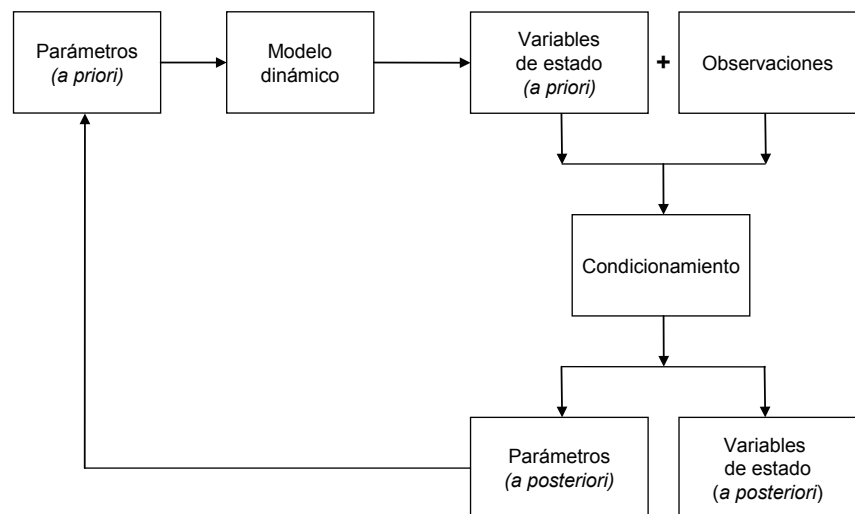 Parámetros
(a priori)
Modelo
dinámico
Variables
de estado
(a priori)
+
Observaciones
Condicionamiento
Parámetros
(a posteriori)
Variables
de estado
(a posteriori)